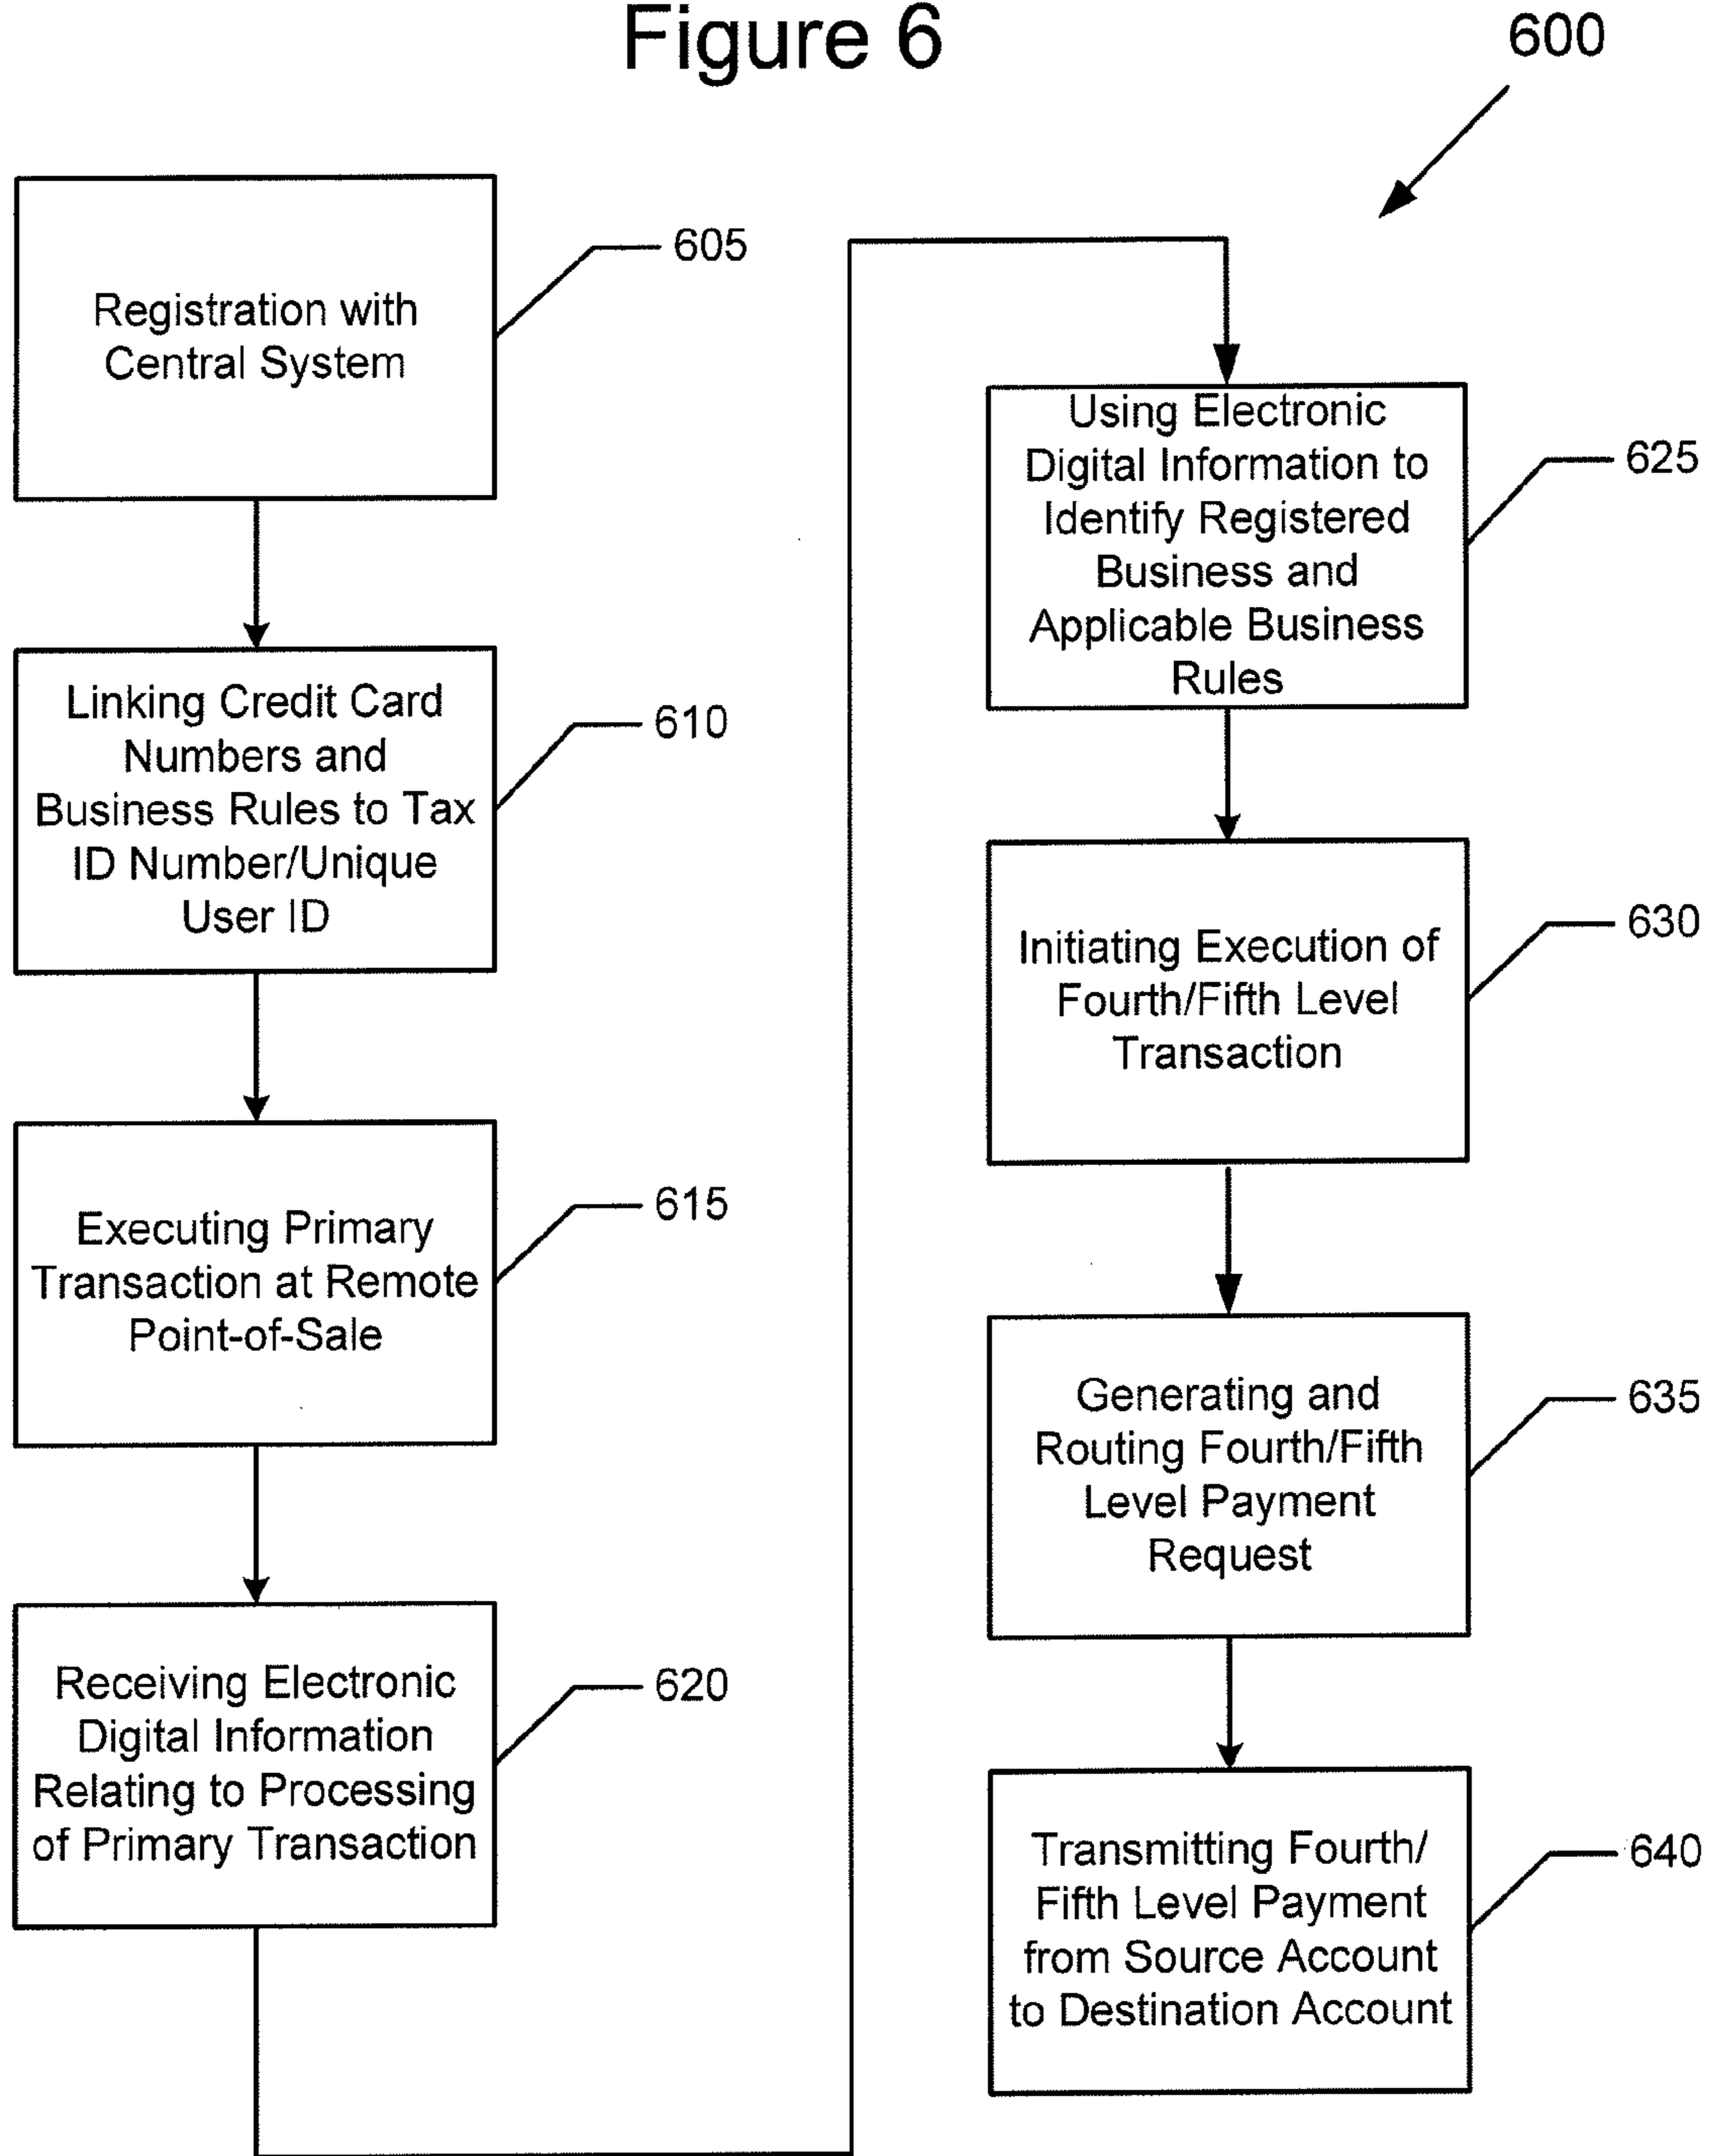 Figure 6
600
Registration with
Central System
605
Linking Credit Card
Numbers and
Business Rules to Tax
ID Number/Unique
User ID
610
Executing Primary
Transaction at Remote
Point-of-Sale
615
Receiving Electronic
Digital Information
Relating to Processing
of Primary Transaction
620
Using Electronic
Digital Information to
Identify Registered
Business and
Applicable Business
Rules
625
Initiating Execution of
Fourth/Fifth Level
Transaction
630
Generating and
Routing Fourth/Fifth
Level Payment
Request
635
Transmitting Fourth/
Fifth Level Payment
from Source Account
to Destination Account
640